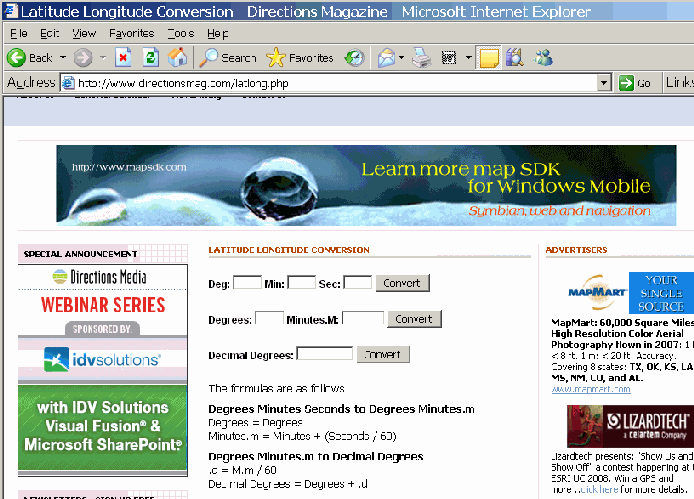 Latitude Longitude Conversion   Directions Magazine   Microsoft Internet Explorer
File Edit View Favorites Tools Help
Back Search Favorites
Address http://www.directionsmag.com/latlong.php Go Links
http://www.mapsdk.com
Learn more map SDK
for Windows Mobile
Symbian, web and navigation
SPECIAL ANNOUNCEMENT
Directions Media
WEBINAR SERIES
SPONSORED BY
idvsolutions
with IDV Solutions
Visual Fusion® &
Microsoft SharePoint®
LATITUDE LONGITUDE CONVERSION
Deg: Min: Sec: Convert
Degrees: Minutes.M: Convert
Decimal Degrees: Convert
The formulas are as follows
Degrees Minutes Seconds to Degrees Minutes.m
Degrees = Degrees
Minutes.m = Minutes + (Seconds / 60)
Degrees Minutes.m to Decimal Degrees
.d = M.m / 60
Decimal Degrees = Degrees + .d
ADVERTISERS
MAPMART
YOUR
SINGLE
SOURCE
MapMart: 60,000 Square Miles
High Resolution Color Aerial
Photography flown in 2007: 1
< 8 ft. 1 m: < 20 ft. Accuracy.
Covering 8 states: TX, OK, KS, LA
MS, NM, CO, and AL.
www.mapmart.com
LIZARDTECH
a celartem Company
Lizardtech presents: "Show Us and
Show Off" a contest happening at
ESRI UC 2008. Win a GPS and
more ...click here for more details.